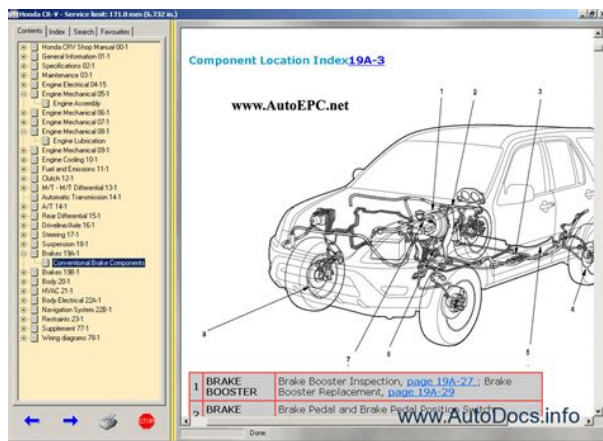 Honda CR-V - Service limit: 171.0 mm (6.732 in.)
Contents | Index | Search | Favourites
Honda CRV Shop Manual 00-1
General Information 01-1
Specifications 02-1
Maintenance 03-1
Engine Electrical 04-15
Engine Mechanical 05-1
Engine Assembly
Engine Mechanical 06-1
Engine Mechanical 07-1
Engine Mechanical 08-1
Engine Lubrication
Engine Mechanical 09-1
Engine Cooling 10-1
Fuel and Emissions 11-1
Clutch 12-1
M/T - M/T Differential 13-1
Automatic Transmission 14-1
A/T 14-1
Rear Differential 15-1
Driveline/Axle 16-1
Steering 17-1
Suspension 18-1
Brakes 19A-1
Conventional Brake Components
Brakes 19B-1
Body 20-1
HVAC 21-1
Body Electrical 22A-1
Navigation System 22B-1
Restraints 23-1
Supplement 77-1
Wiring diagrams 78-1
STOP
Component Location Index19A-3
www.AutoEPC.net
1 2 3
4
5
6
7
8
1 BRAKE BOOSTER Brake Booster Inspection, page 19A-27 ; Brake
Booster Replacement, page 19A-29
2 BRAKE Brake Pedal and Brake Pedal Position Switch
www.AutoDocs.info
Done